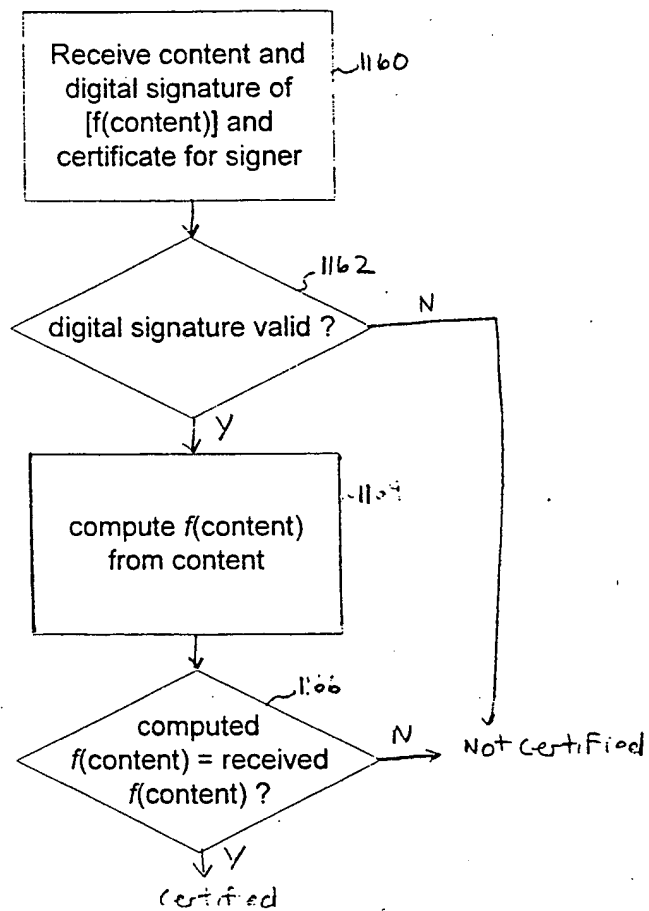 Receive content and
digital signature of
[f(content)] and
certificate for signer
1160
1162
digital signature valid ?
N
Y
compute f(content)
from content
computed
f(content) = received
f(content) ?
N
Not Certified
Y
Certified